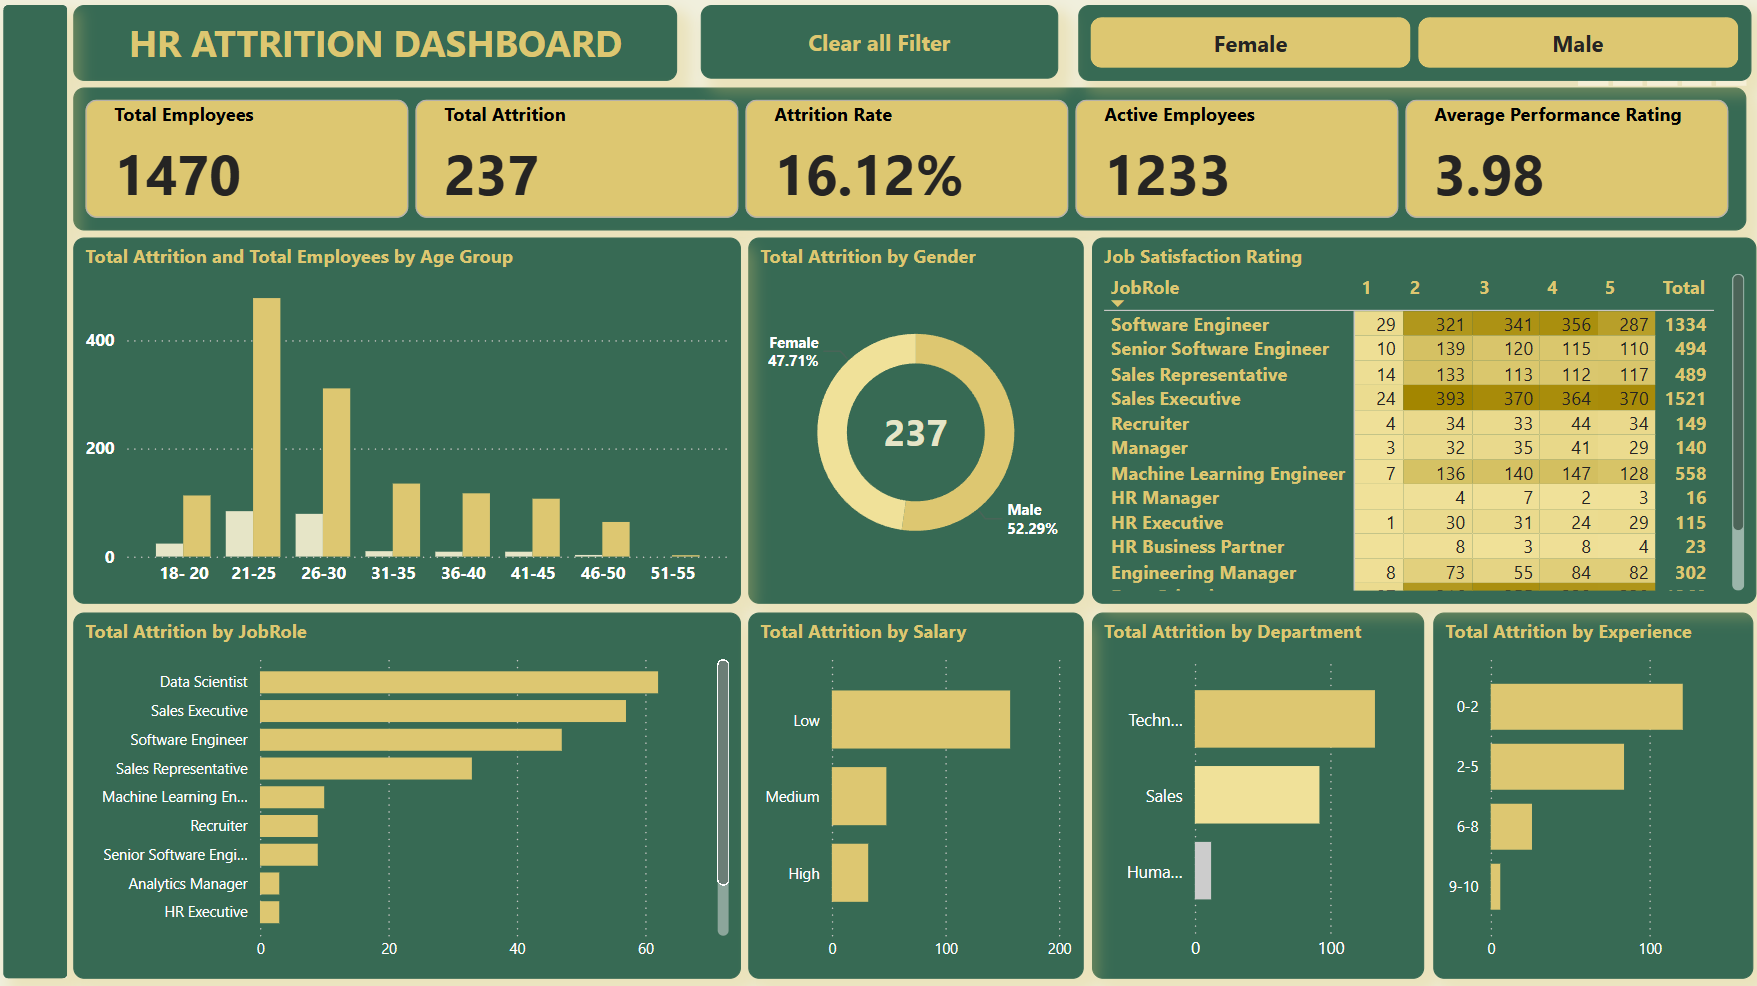 HR ATTRITION DASHBOARD
Clear all Filter
Female
Male
Total Employees
1470
Total Attrition
237
Attrition Rate
16.12%
Active Employees
1233
Average Performance Rating
3.98
Total Attrition and Total Employees by Age Group
400
200
0
18- 20 21-25 26-30 31-35 36-40 41-45 46-50 51-55
Total Attrition by Gender
Female
47.71%
237
Male
52.29%
Job Satisfaction Rating
JobRole 1 2 3 4 5 Total
Software Engineer 29 321 341 356 287 1334
Senior Software Engineer 10 139 120 115 110 494
Sales Representative 14 133 113 112 117 489
Sales Executive 24 393 370 364 370 1521
Recruiter 4 34 33 44 34 149
Manager 3 32 35 41 29 140
Machine Learning Engineer 7 136 140 147 128 558
HR Manager 4 7 2 3 16
HR Executive 1 30 31 24 29 115
HR Business Partner 8 3 8 4 23
Engineering Manager 8 73 55 84 82 302
Total Attrition by JobRole
Data Scientist
Sales Executive
Software Engineer
Sales Representative
Machine Learning En...
Recruiter
Senior Software Engi...
Analytics Manager
HR Executive
0 20 40 60
Total Attrition by Salary
Low
Medium
High
0 100 200
Total Attrition by Department
Techn...
Sales
Huma...
0 100
Total Attrition by Experience
0-2
2-5
6-8
9-10
0 100